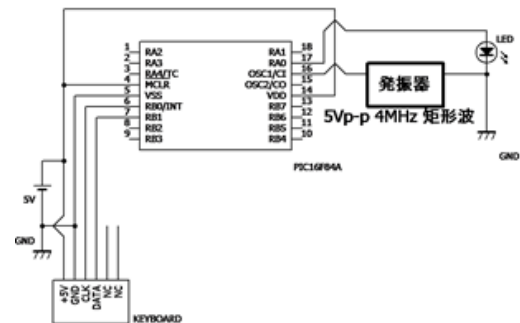 1 RA2 RA1 18
2 RA3 RA0 17
3 RA4/TC OSC1/CI 16
4 MCLR OSC2/CO 15
5 VSS VDD 14
6 RB0/INT RB7 13
7 RB1 RB6 12
8 RB2 RB5 11
9 RB3 RB4 10
PIC16F84A
LED
発振器
5Vp-p 4MHz 矩形波
GND
5V
GND
+5V
GND
CLK
DATA
NC
NC
KEYBOARD